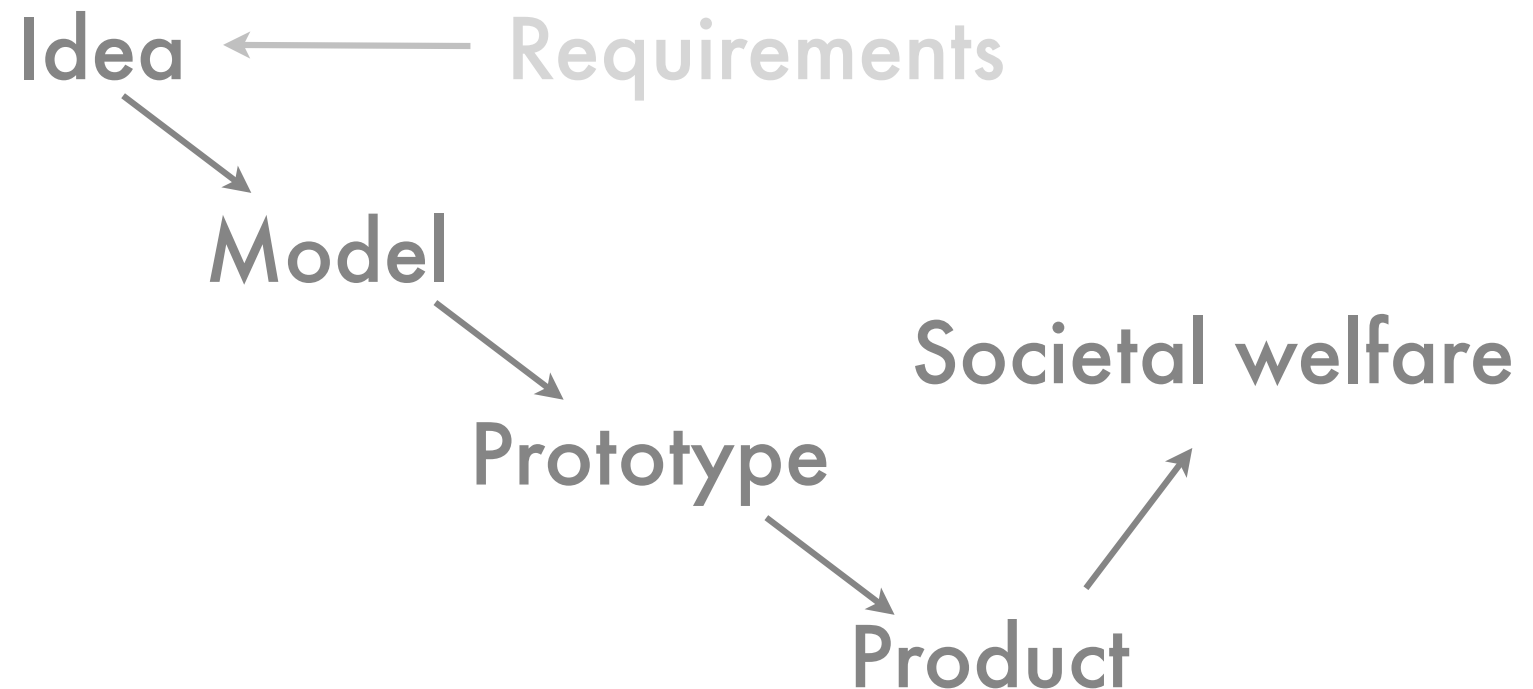 Idea
Requirements
Model
Societal welfare
Prototype
Product